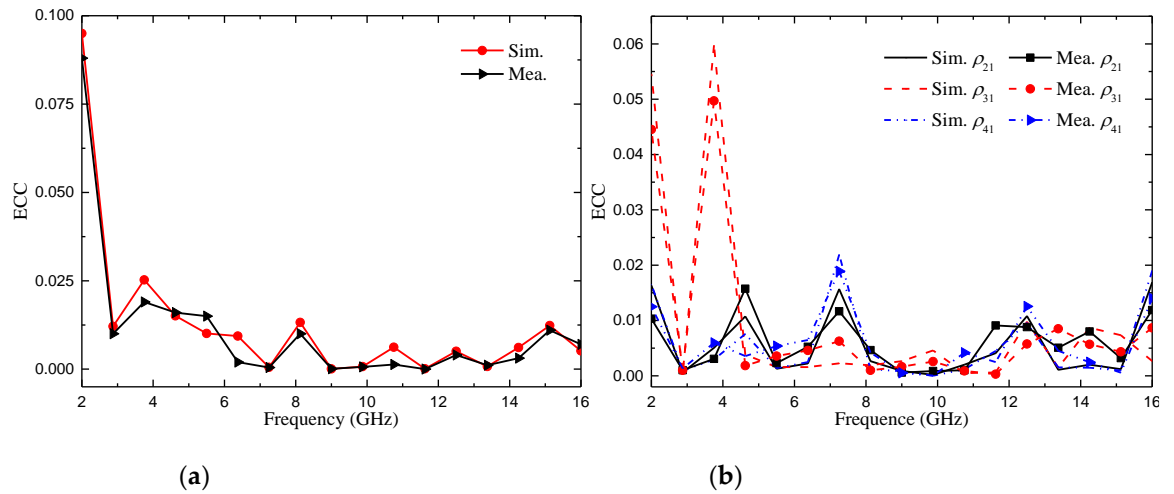 0.100
0.075
0.050
0.025
0.000
ECC
2 4 6 8 10 12 14 16
Frequency (GHz)
Sim.
Mea.
(a)
0.06
0.05
0.04
0.03
0.02
0.01
0.00
ECC
2 4 6 8 10 12 14 16
Frequence (GHz)
Sim. ρ21 Mea. ρ21
Sim. ρ31 Mea. ρ31
Sim. ρ41 Mea. ρ41
(b)